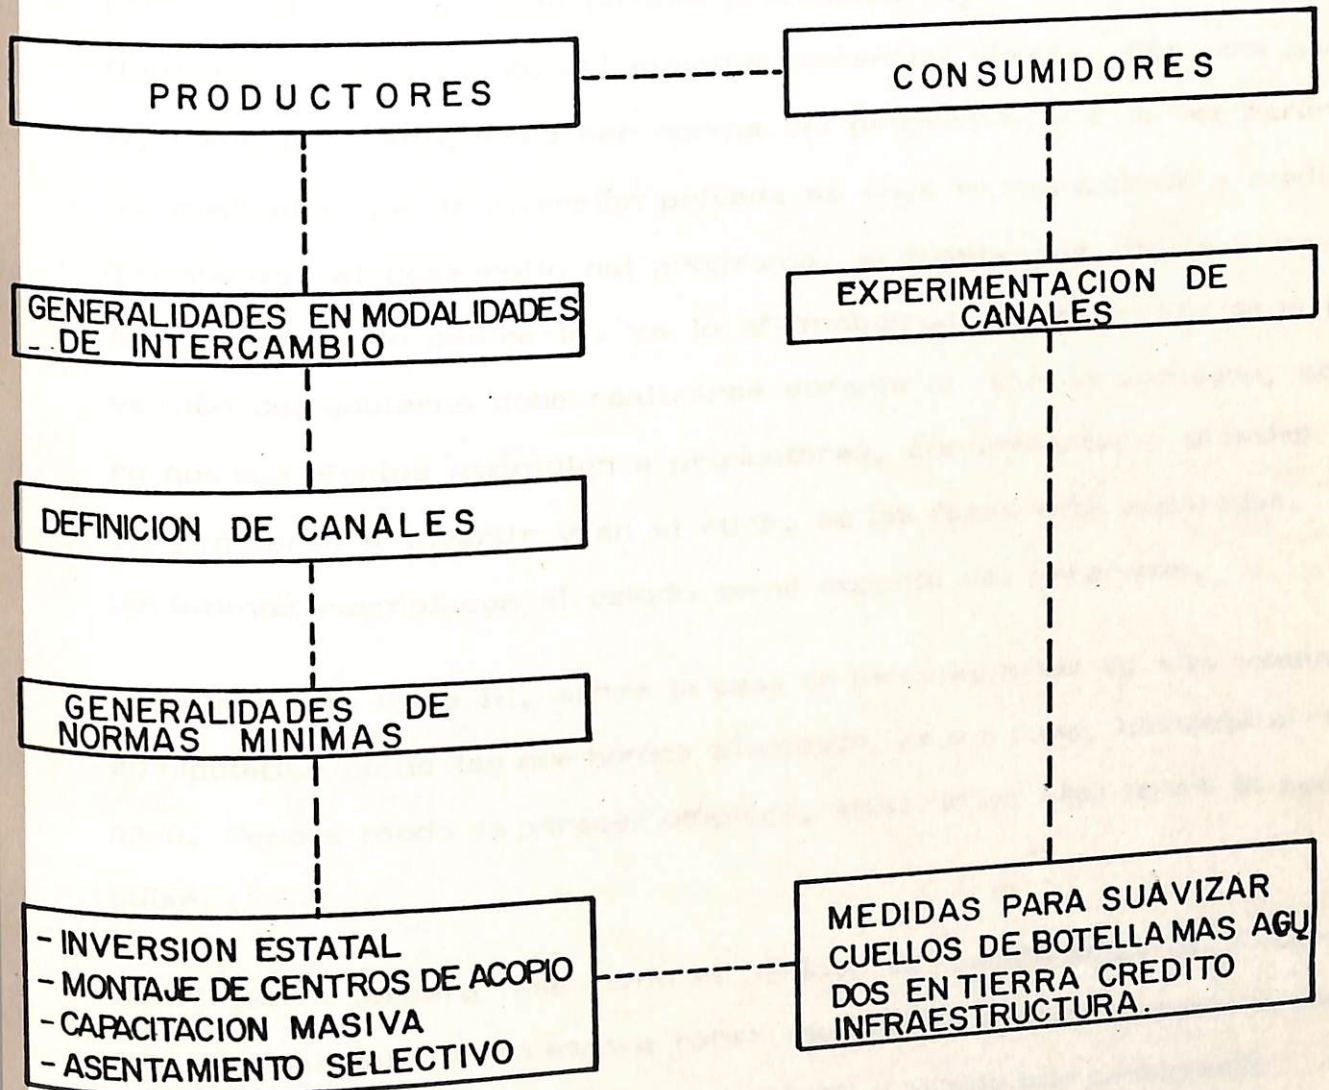 PRODUCTORES
CONSUMIDORES
GENERALIDADES EN MODALIDADES
DE INTERCAMBIO
EXPERIMENTACION DE
CANALES
DEFINICION DE CANALES
GENERALIDADES DE
NORMAS MINIMAS
- INVERSION ESTATAL
- MONTAJE DE CENTROS DE ACOPIO
- CAPACITACION MASIVA
- ASENTAMIENTO SELECTIVO
MEDIDAS PARA SUAVIZAR
CUELLOS DE BOTELLA MAS AGU
DOS EN TIERRA CREDITO
INFRAESTRUCTURA.